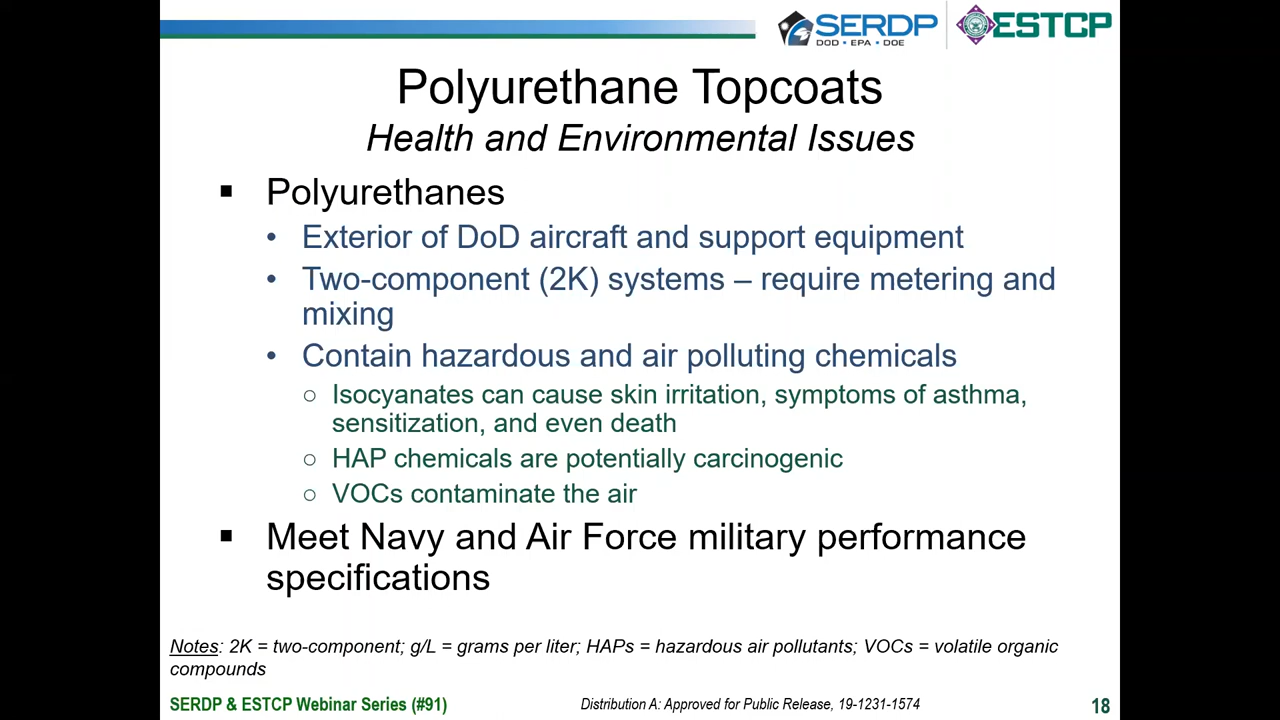 SERDP
DOD • EPA • DOE
ESTCP
Polyurethane Topcoats
Health and Environmental Issues
▪ Polyurethanes
• Exterior of DoD aircraft and support equipment
• Two-component (2K) systems – require metering and
mixing
• Contain hazardous and air polluting chemicals
○ Isocyanates can cause skin irritation, symptoms of asthma,
sensitization, and even death
○ HAP chemicals are potentially carcinogenic
○ VOCs contaminate the air
▪ Meet Navy and Air Force military performance
specifications
Notes: 2K = two-component; g/L = grams per liter; HAPs = hazardous air pollutants; VOCs = volatile organic
compounds
SERDP & ESTCP Webinar Series (#91)
Distribution A: Approved for Public Release, 19-1231-1574
18